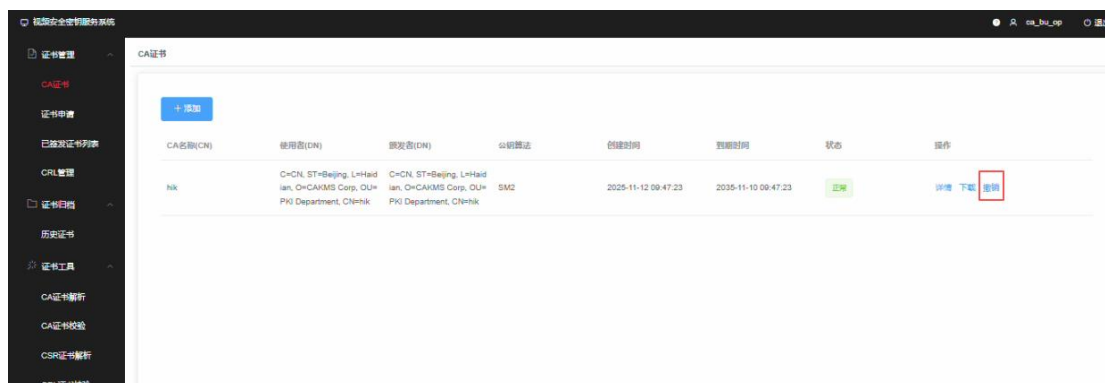 视频安全密钥服务系统
ca_bu_op
证书管理
CA证书
CA证书
证书申请
已签发证书列表
CRL管理
证书归档
历史证书
证书工具
CA证书解析
CA证书校验
CSR证书解析
+ 添加
CA名称(CN) 使用者(DN) 颁发者(DN) 公钥算法 创建时间 到期时间 状态 操作
hik
C=CN, ST=Beijing, L=Haid
ian, O=CAKMS Corp, OU=
PKI Department, CN=hik
C=CN, ST=Beijing, L=Haid
ian, O=CAKMS Corp, OU=
PKI Department, CN=hik
SM2
2025-11-12 09:47:23
2035-11-10 09:47:23
正常
详情 下载 撤销